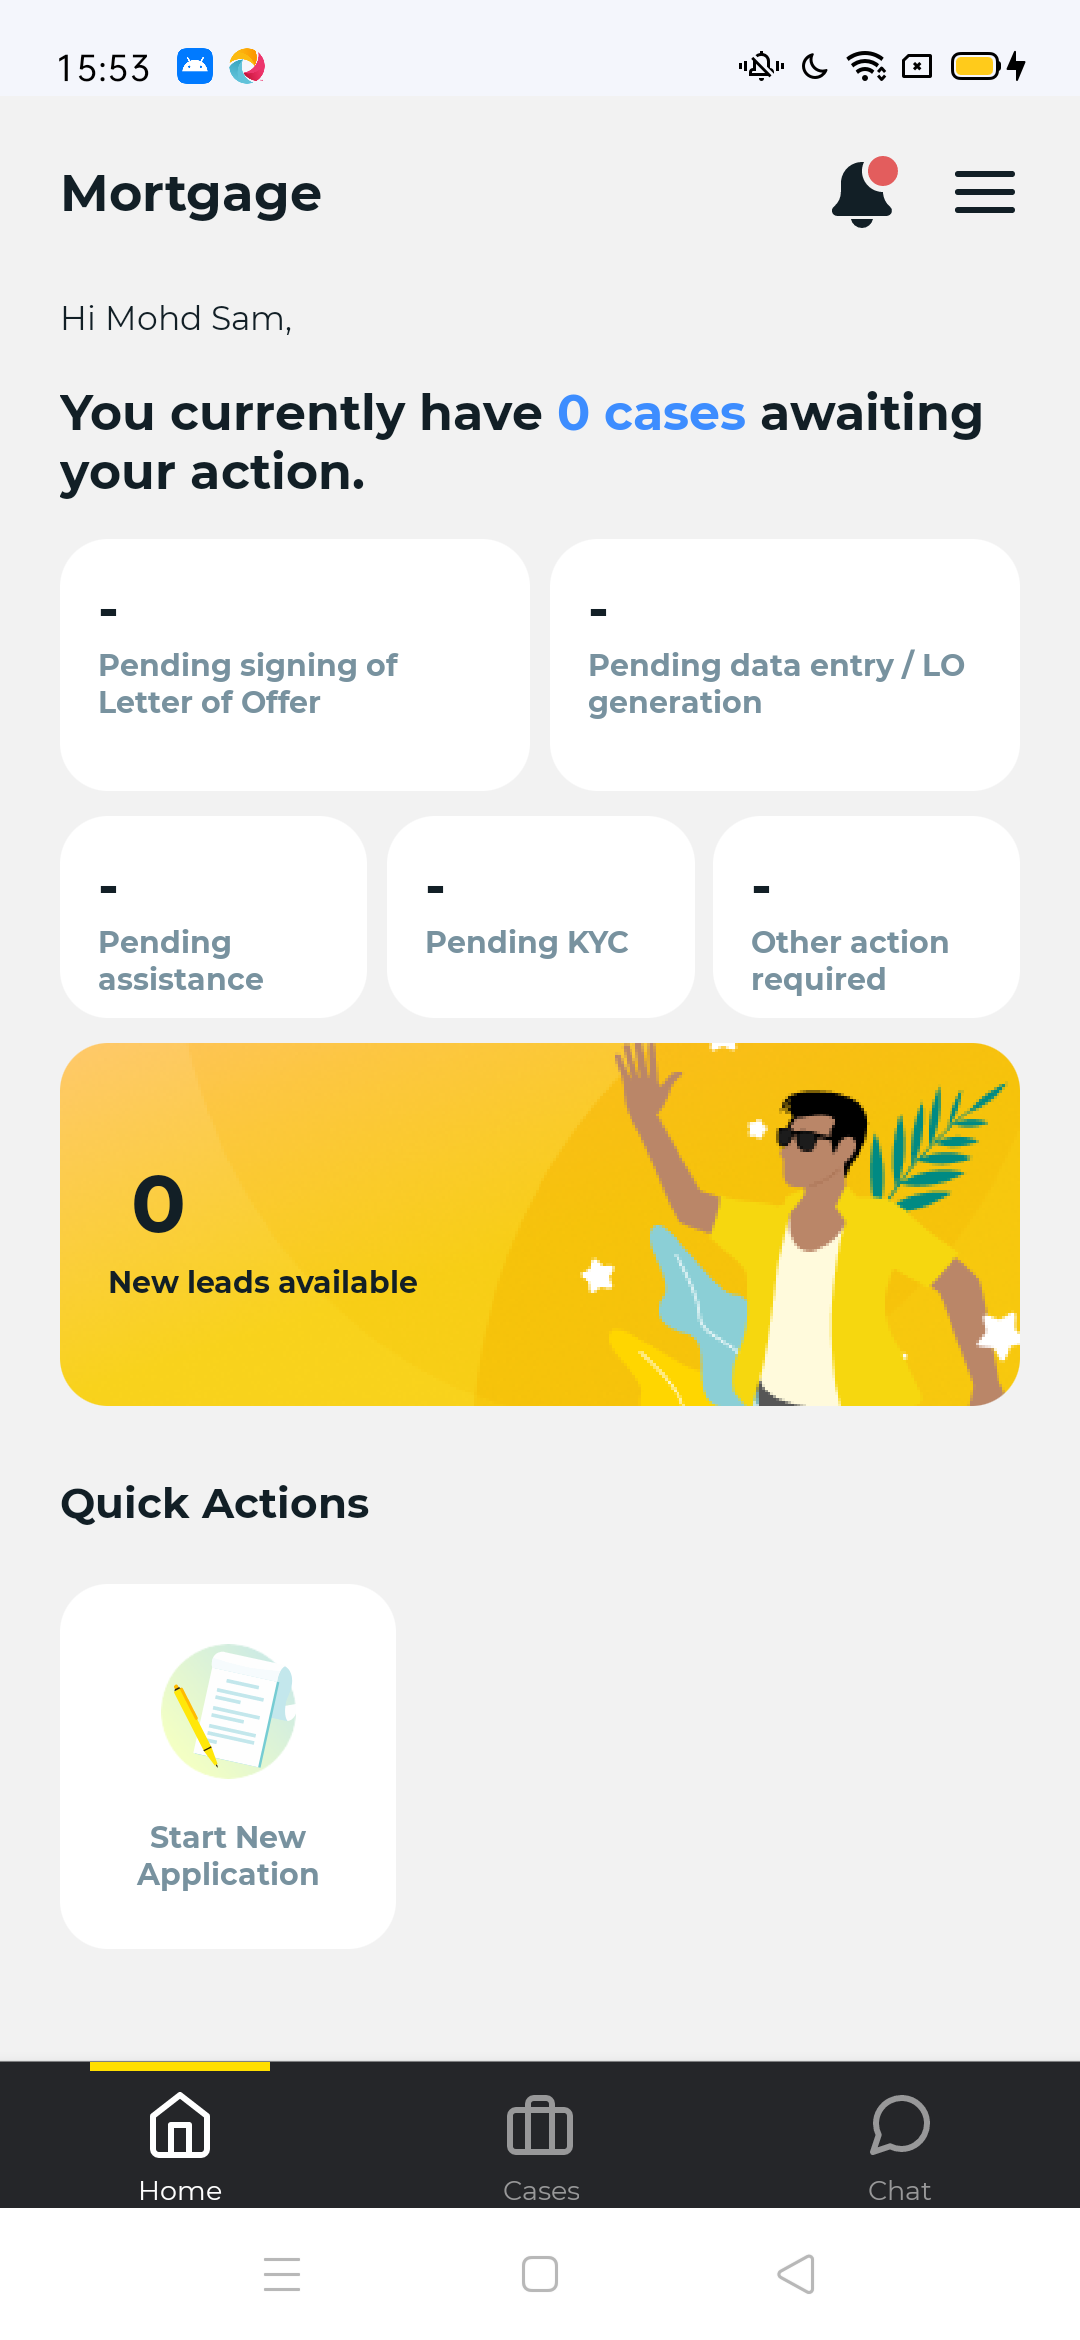 15:53
Mortgage
Hi Mohd Sam,
You currently have 0 cases awaiting
your action.
-
Pending signing of
Letter of Offer
-
Pending data entry / LO
generation
-
Pending
assistance
-
Pending KYC
-
Other action
required
0
New leads available
Quick Actions
Start New
Application
Home
Cases
Chat